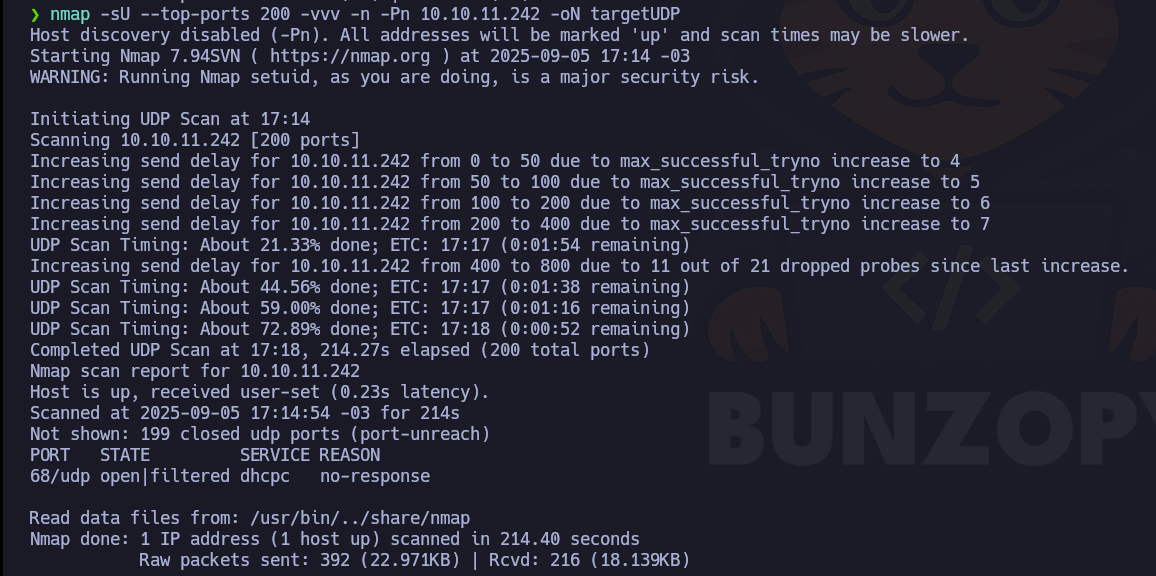 ❯ nmap -sU --top-ports 200 -vvv -n -Pn 10.10.11.242 -oN targetUDP
Host discovery disabled (-Pn). All addresses will be marked 'up' and scan times may be slower.
Starting Nmap 7.94SVN ( https://nmap.org ) at 2025-09-05 17:14 -03
WARNING: Running Nmap setuid, as you are doing, is a major security risk.

Initiating UDP Scan at 17:14
Scanning 10.10.11.242 [200 ports]
Increasing send delay for 10.10.11.242 from 0 to 50 due to max_successful_tryno increase to 4
Increasing send delay for 10.10.11.242 from 50 to 100 due to max_successful_tryno increase to 5
Increasing send delay for 10.10.11.242 from 100 to 200 due to max_successful_tryno increase to 6
Increasing send delay for 10.10.11.242 from 200 to 400 due to max_successful_tryno increase to 7
UDP Scan Timing: About 21.33% done; ETC: 17:17 (0:01:54 remaining)
Increasing send delay for 10.10.11.242 from 400 to 800 due to 11 out of 21 dropped probes since last increase.
UDP Scan Timing: About 44.56% done; ETC: 17:17 (0:01:38 remaining)
UDP Scan Timing: About 59.00% done; ETC: 17:17 (0:01:16 remaining)
UDP Scan Timing: About 72.89% done; ETC: 17:18 (0:00:52 remaining)
Completed UDP Scan at 17:18, 214.27s elapsed (200 total ports)
Nmap scan report for 10.10.11.242
Host is up, received user-set (0.23s latency).
Scanned at 2025-09-05 17:14:54 -03 for 214s
Not shown: 199 closed udp ports (port-unreach)
PORT   STATE         SERVICE REASON
68/udp open|filtered dhcpc   no-response

Read data files from: /usr/bin/../share/nmap
Nmap done: 1 IP address (1 host up) scanned in 214.40 seconds
           Raw packets sent: 392 (22.971KB) | Rcvd: 216 (18.139KB)
</>
BUNZOPY